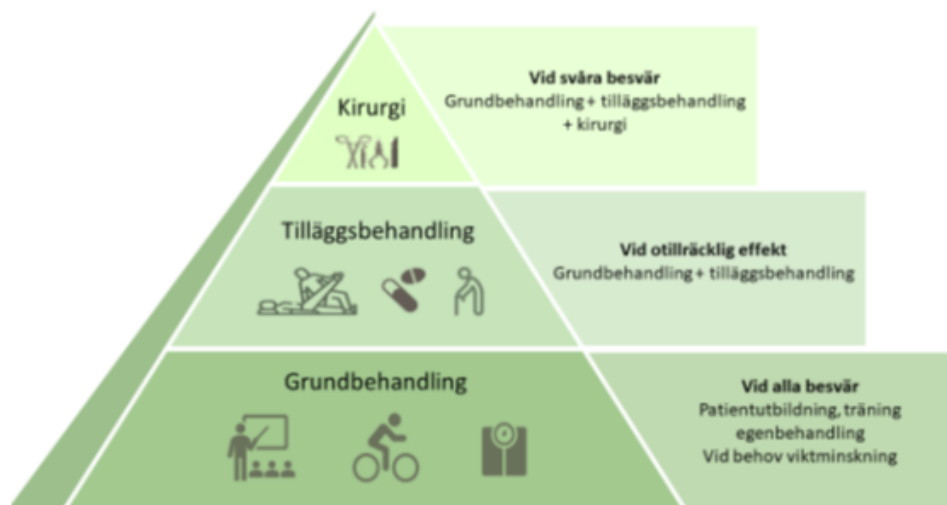 Kirurgi
Vid svåra besvär
Grundbehandling + tilläggsbehandling
+ kirurgi
Tilläggsbehandling
Vid otillräcklig effekt
Grundbehandling + tilläggsbehandling
Grundbehandling
Vid alla besvär
Patientutbildning, träning
egenbehandling
Vid behov viktminskning